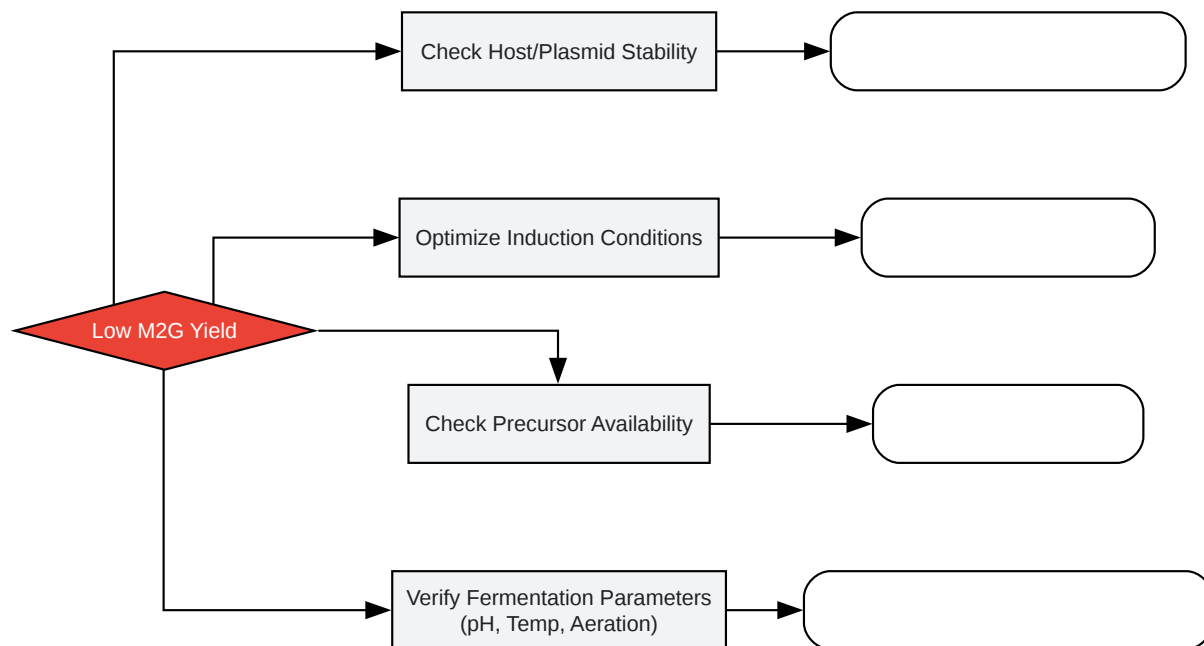 Check Host/Plasmid Stability
Optimize Induction Conditions
Low M2G Yield
Check Precursor Availability
Verify Fermentation Parameters
(pH, Temp, Aeration)